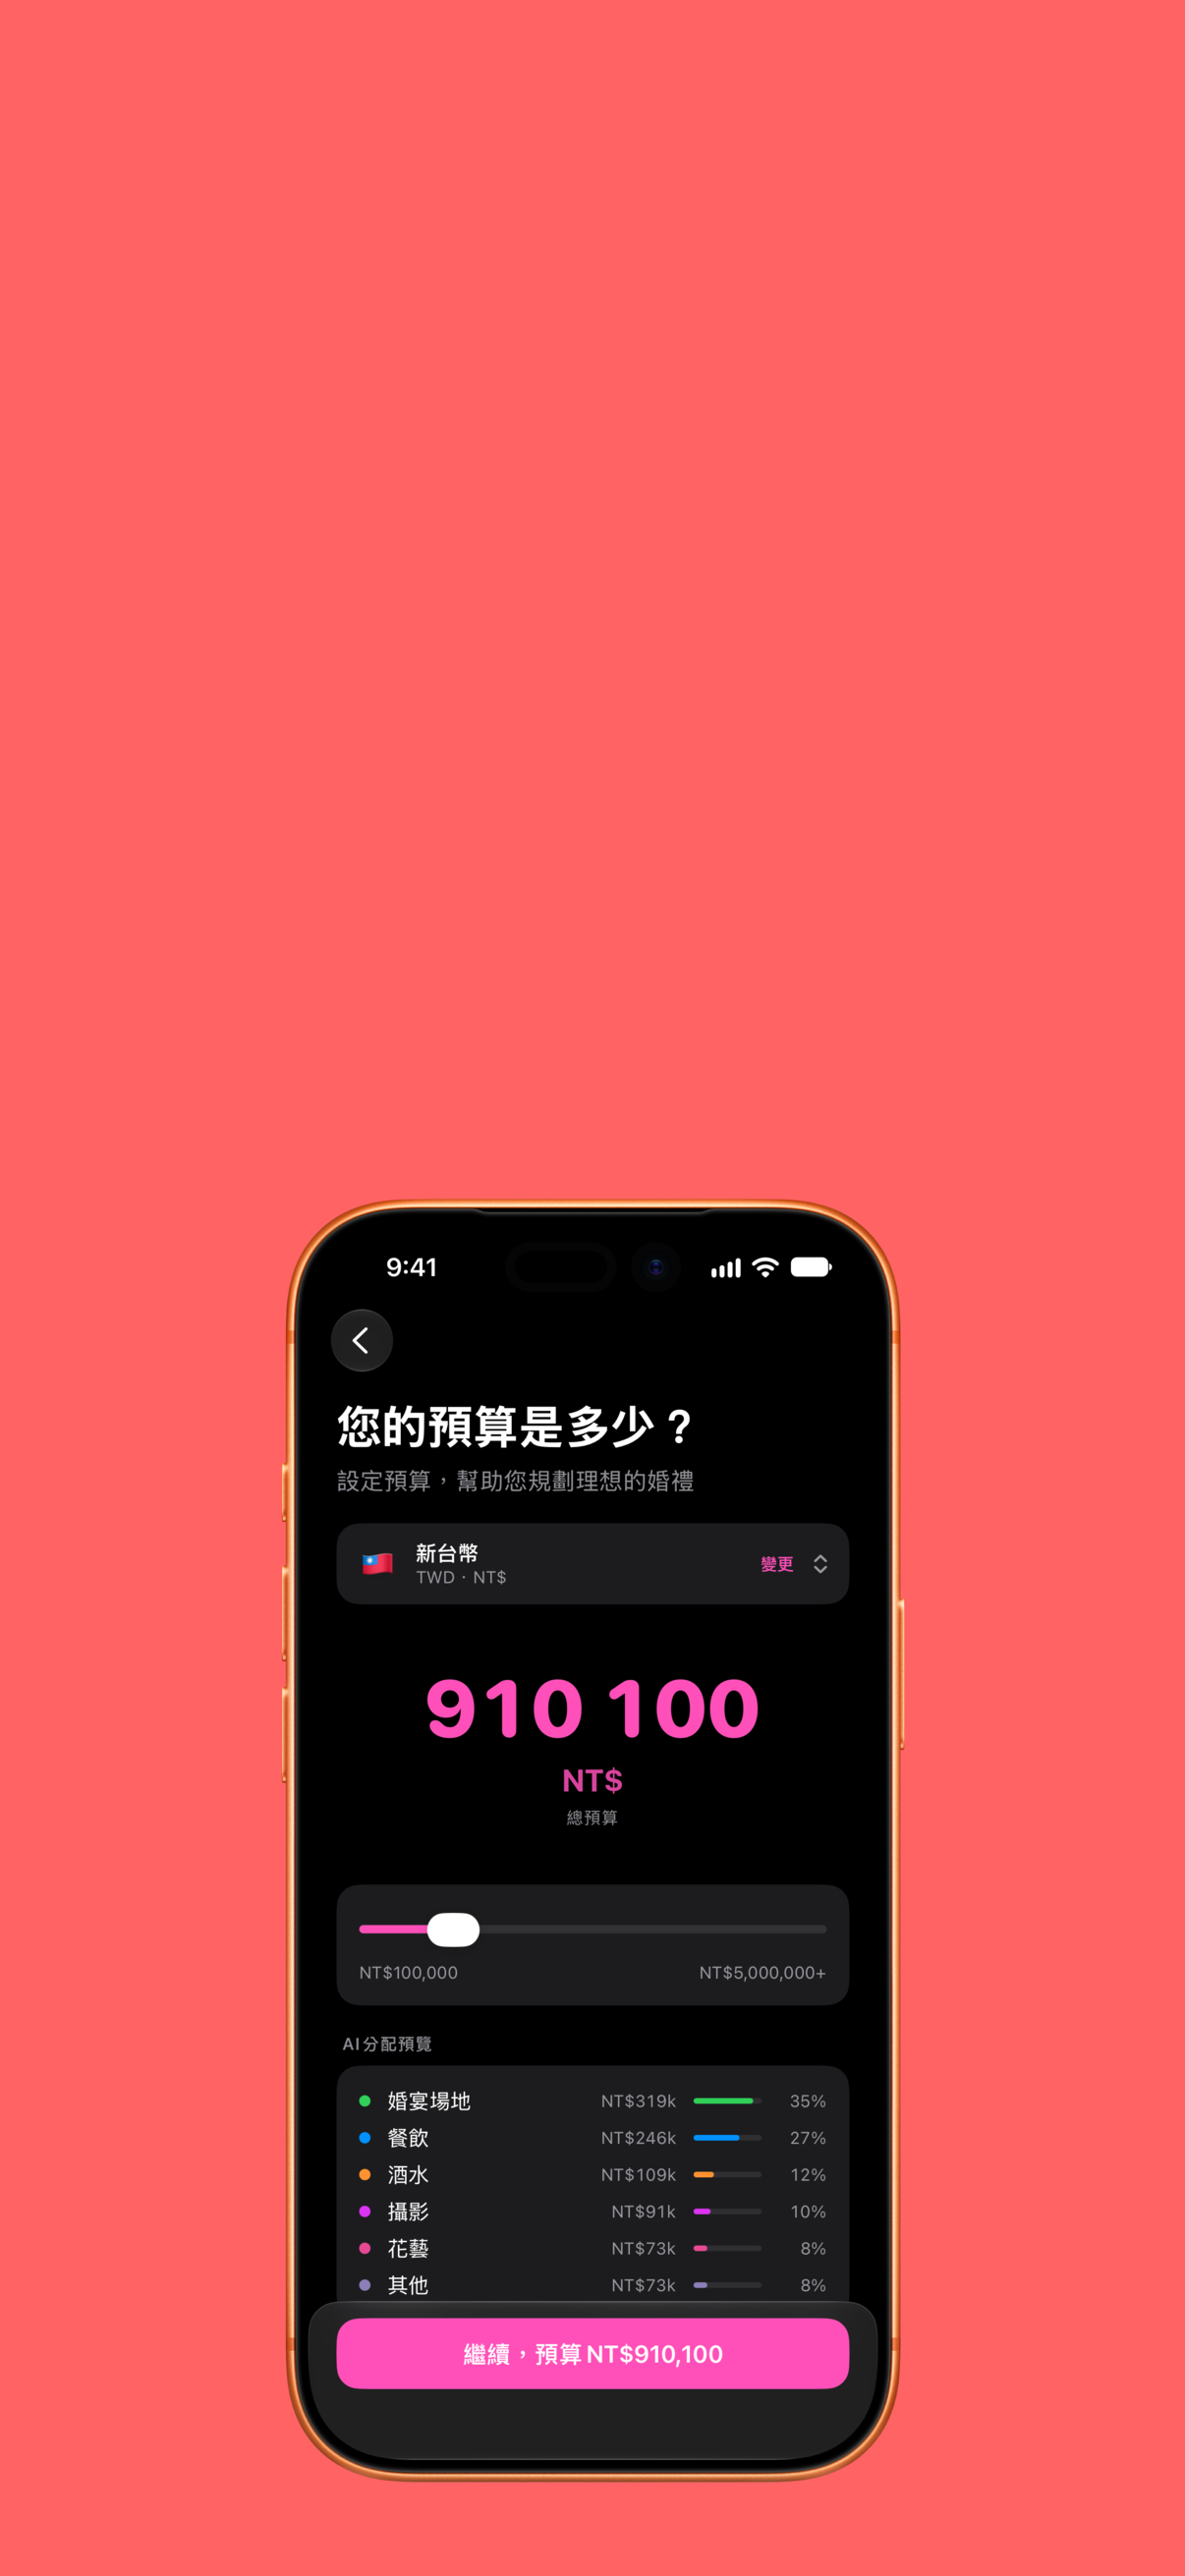 9:41
您的預算是多少？
設定預算，幫助您規劃理想的婚禮
新台幣
TWD · NT$
變更
910 100
NT$
總預算
NT$100,000
NT$5,000,000+
AI分配預覽
婚宴場地 NT$319k 35%
餐飲 NT$246k 27%
酒水 NT$109k 12%
攝影 NT$91k 10%
花藝 NT$73k 8%
其他 NT$73k 8%
繼續，預算 NT$910,100